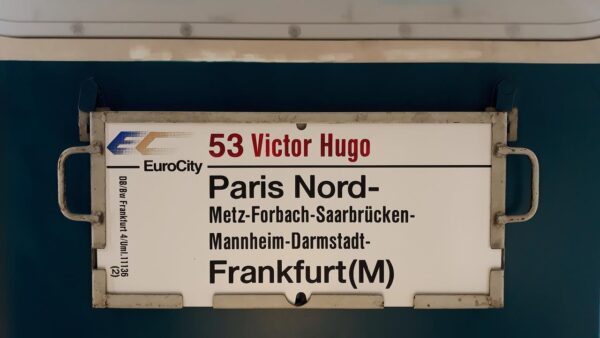 EC
EuroCity
53 Victor Hugo
Paris Nord-
Metz-Forbach-Saarbrücken-
Mannheim-Darmstadt-
Frankfurt(M)
DB/Bw Frankfurt 4/Uml.11136
(2)